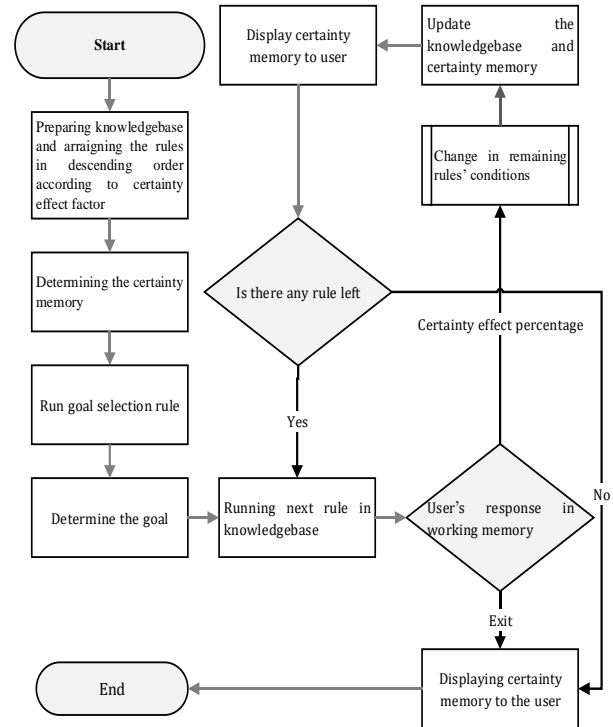 Start
Preparing knowledgebase
and arraigning the rules
in descending order
according to certainty
effect factor
Determining the certainty
memory
Run goal selection rule
Determine the goal
Running next rule in
knowledgebase
User's response in
working memory
Certainty effect percentage
Change in remaining
rules' conditions
Update the
knowledgebase and
certainty memory
Display certainty
memory to user
Is there any rule left
Yes
No
Exit
Displaying certainty
memory to the user
End